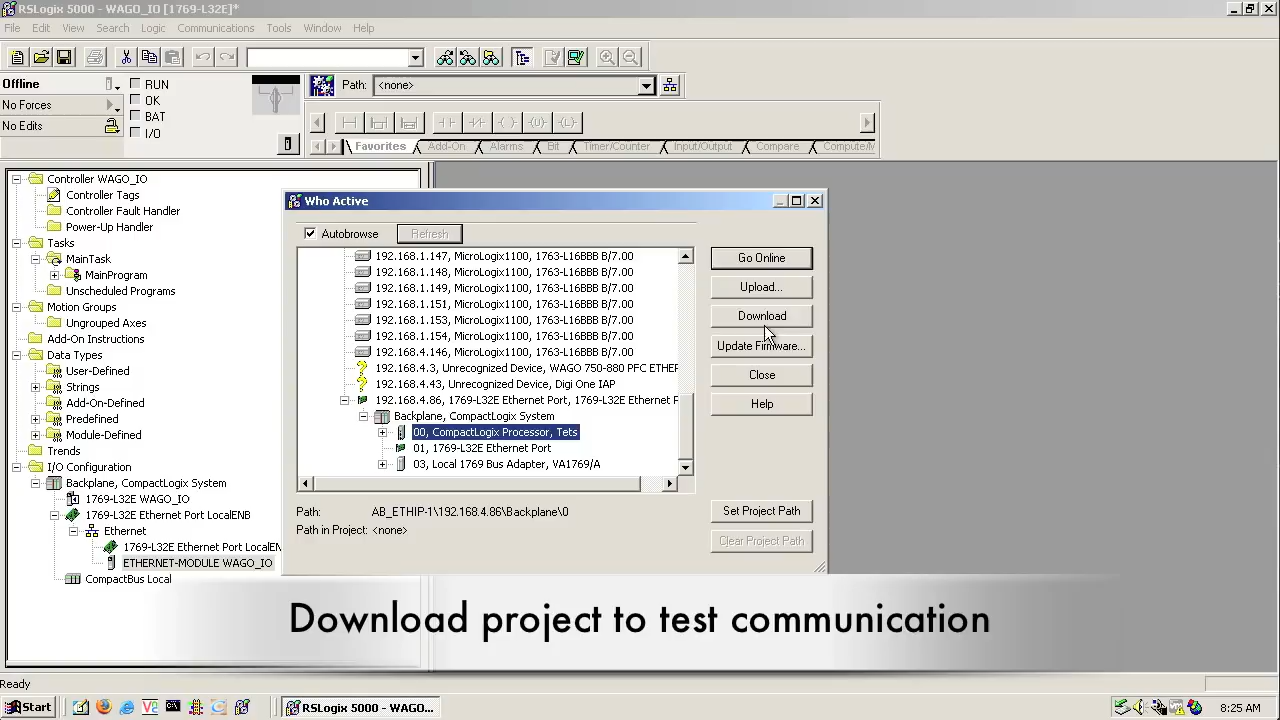 RSLogix 5000 - WAGO_IO [1769-L32E]*
File Edit View Search Logic Communications Tools Window Help
Offline
RUN
Path: <none>
No Forces
OK
BAT
No Edits
I/O
Favorites Add-On Alarms Bit Timer/Counter Input/Output Compare Compute/M
Controller WAGO_IO
Controller Tags
Controller Fault Handler
Power-Up Handler
Tasks
MainTask
MainProgram
Unscheduled Programs
Motion Groups
Ungrouped Axes
Add-On Instructions
Data Types
User-Defined
Strings
Add-On-Defined
Predefined
Module-Defined
Trends
I/O Configuration
Backplane, CompactLogix System
1769-L32E WAGO_IO
1769-L32E Ethernet Port LocalENB
Ethernet
1769-L32E Ethernet Port LocalEN
ETHERNET-MODULE WAGO_IO
CompactBus Local
Who Active
Autobrowse
Refresh
192.168.1.147, MicroLogix1100, 1763-L16BBB B/7.00
192.168.1.148, MicroLogix1100, 1763-L16BBB B/7.00
192.168.1.149, MicroLogix1100, 1763-L16BBB B/7.00
192.168.1.151, MicroLogix1100, 1763-L16BBB B/7.00
192.168.1.153, MicroLogix1100, 1763-L16BBB B/7.00
192.168.1.154, MicroLogix1100, 1763-L16BBB B/7.00
192.168.4.146, MicroLogix1100, 1763-L16BBB B/7.00
192.168.4.3, Unrecognized Device, WAGO 750-880 PFC ETHEF
192.168.4.43, Unrecognized Device, Digi One IAP
192.168.4.86, 1769-L32E Ethernet Port, 1769-L32E Ethernet F
Backplane, CompactLogix System
00, CompactLogix Processor, Tets
01, 1769-L32E Ethernet Port
03, Local 1769 Bus Adapter, VA1769/A
Go Online
Upload...
Download
Update Firmware...
Close
Help
Path: AB_ETHIP-1\192.168.4.86\Backplane\0
Path in Project: <none>
Set Project Path
Clear Project Path
Download project to test communication
Ready
Start
RSLogix 5000 - WAGO...
8:25 AM